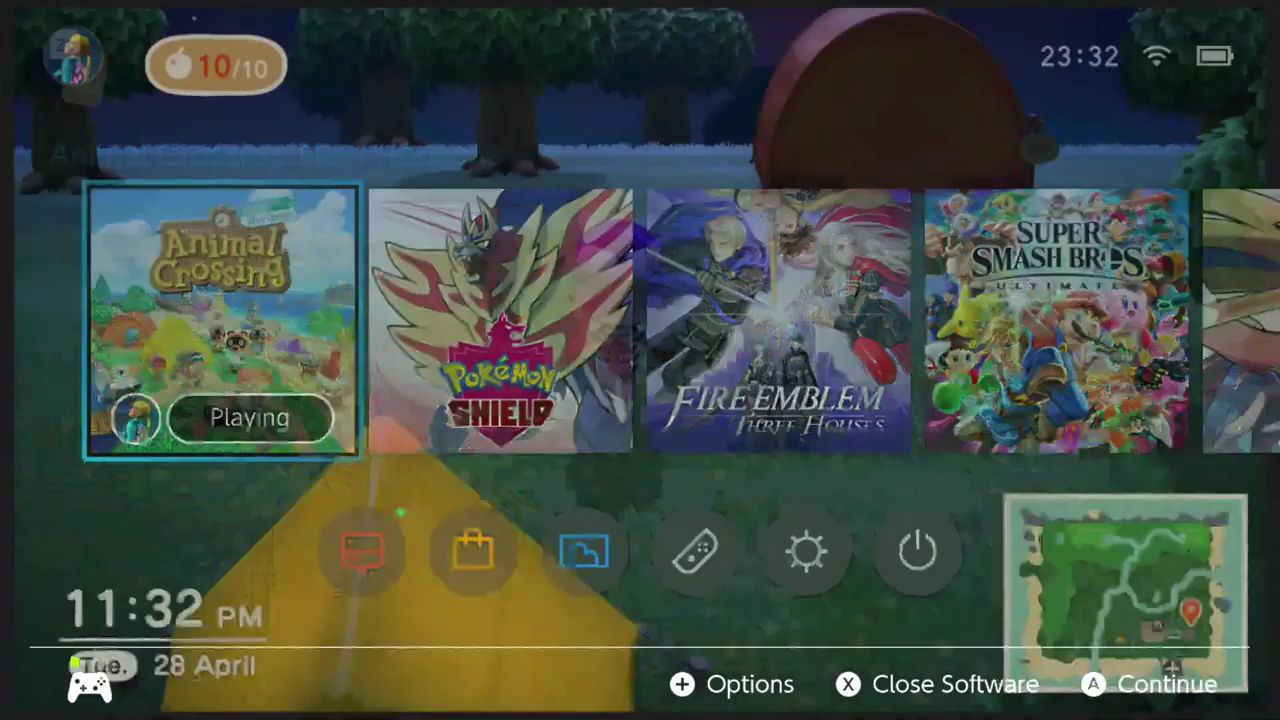 10/10
23:32
Animal Crossing
Playing
POKÉMON
SHIELD
FIRE EMBLEM
THREE HOUSES
SUPER
SMASH BROS.
ULTIMATE
11:32 PM
Tue. 28 April
+ Options
X Close Software
A Continue